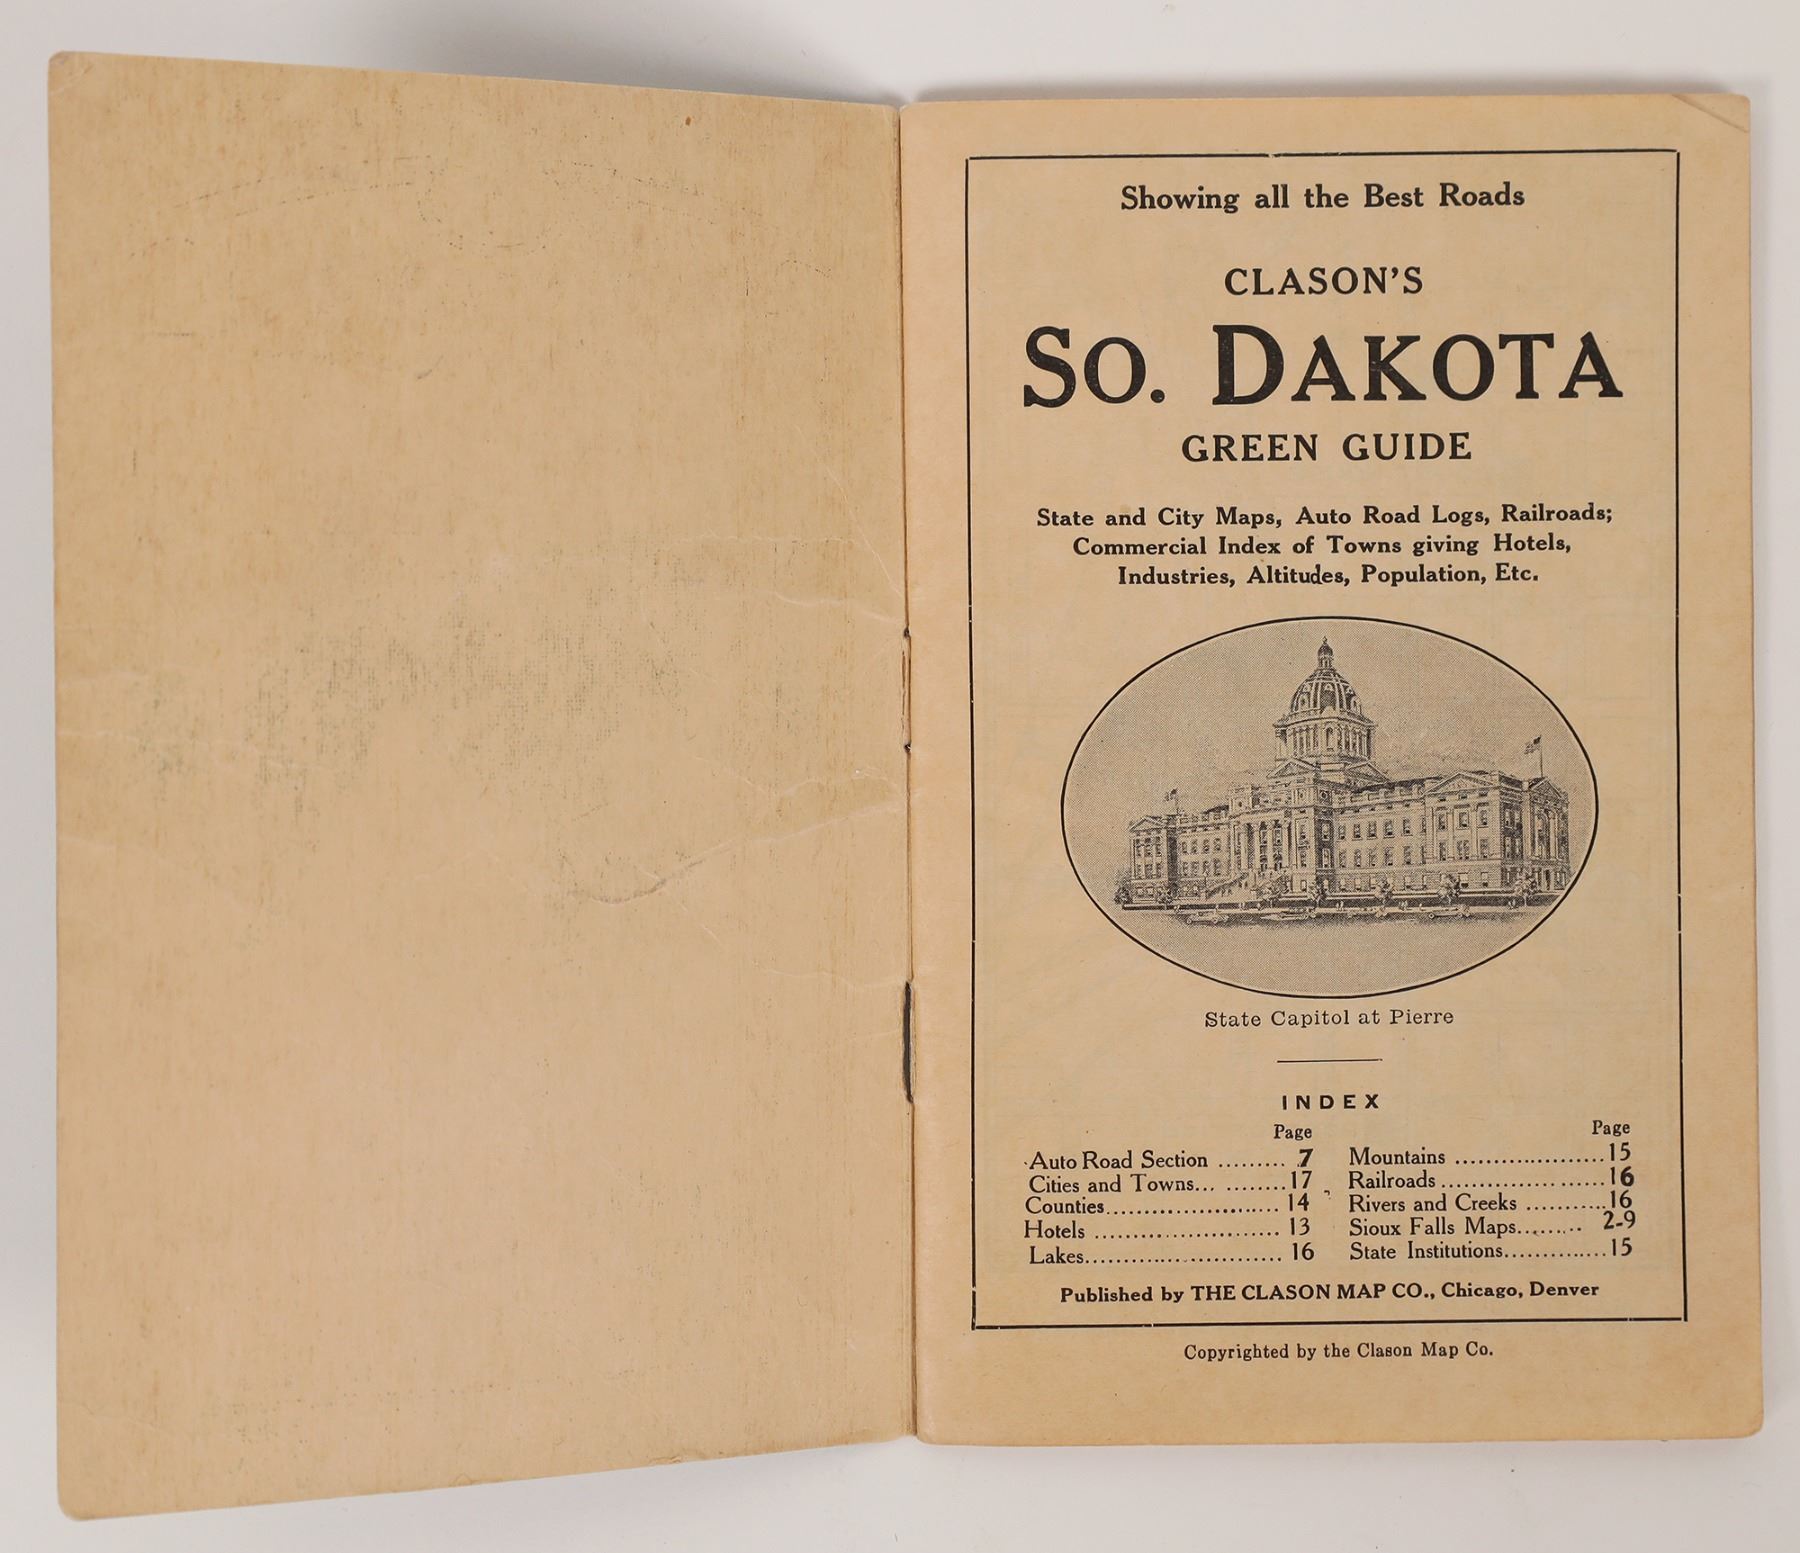 Showing all the Best Roads
CLASON'S
SO. DAKOTA
GREEN GUIDE
State and City Maps, Auto Road Logs, Railroads;
Commercial Index of Towns giving Hotels,
Industries, Altitudes, Population, Etc.
State Capitol at Pierre
INDEX
Page
Auto Road Section ......... 7
Cities and Towns... ........17
Counties....................... 14
Hotels ........................ 13
Lakes.......................... 16
Page
Mountains ....................15
Railroads......................16
Rivers and Creeks ...........16
Sioux Falls Maps........ 2-9
State Institutions.............15
Published by THE CLASON MAP CO., Chicago, Denver
Copyrighted by the Clason Map Co.